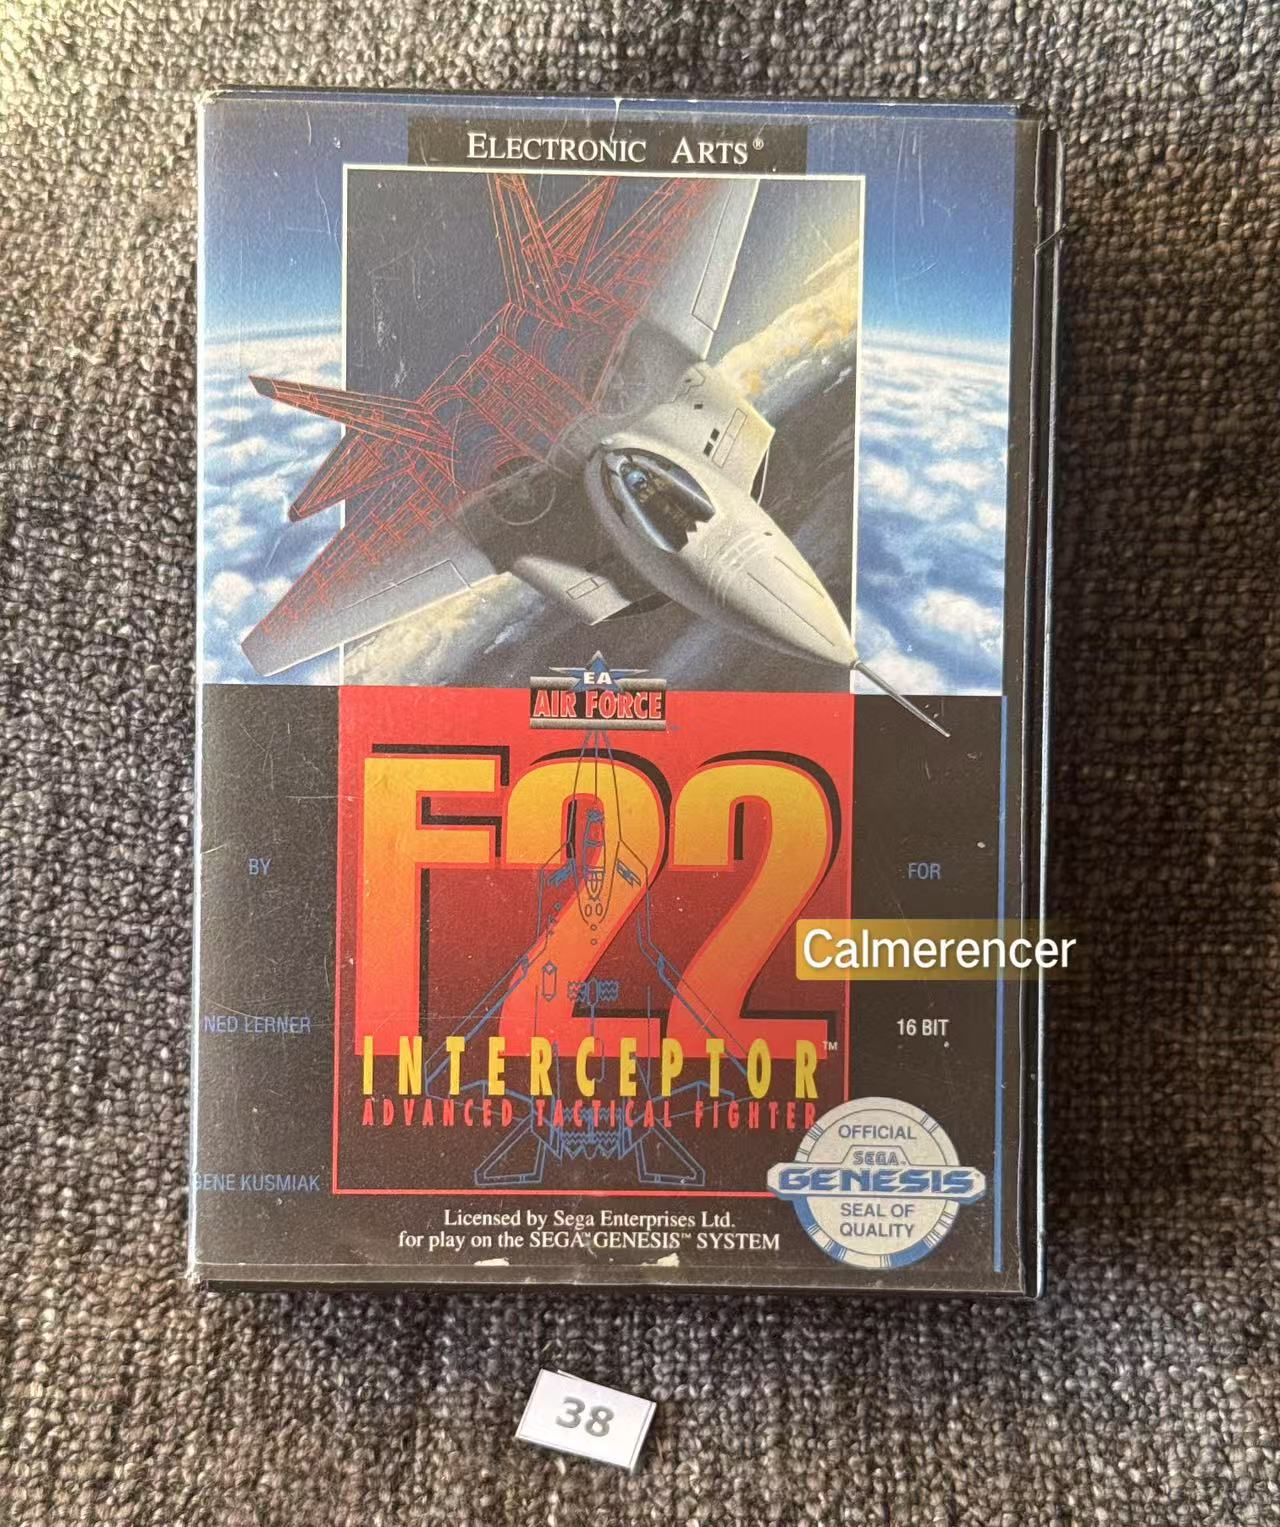 ELECTRONIC ARTS®
EA
AIR FORCE
F22
BY
FOR
Calmerencer
NED LERNER
16 BIT
INTERCEPTOR™
ADVANCED TACTICAL FIGHTER
GENE KUSMIAK
OFFICIAL
SEGA™
GENESIS
SEAL OF
QUALITY
Licensed by Sega Enterprises Ltd.
for play on the SEGA™ GENESIS™ SYSTEM
38